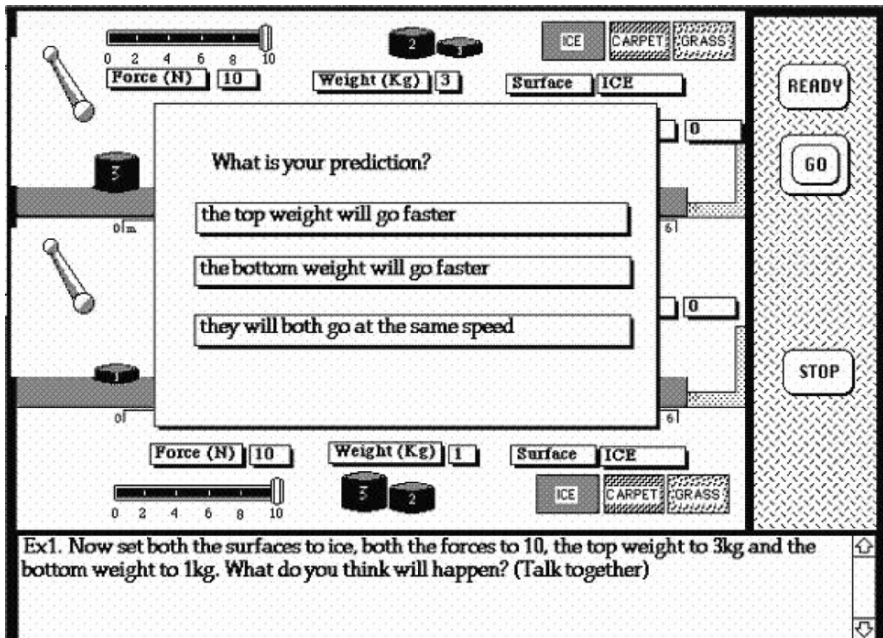 2 1
ICE CARPET GRASS
0 2 4 6 8 10
Force (N) 10 Weight (Kg) 3 Surface ICE
READY
0
What is your prediction?
GO
3
the top weight will go faster
0 m 6
the bottom weight will go faster
0
they will both go at the same speed
STOP
1
0 6
Force (N) 10 Weight (Kg) 1 Surface ICE
3 2
ICE CARPET GRASS
0 2 4 6 8 10
Ex1. Now set both the surfaces to ice, both the forces to 10, the top weight to 3kg and the
bottom weight to 1kg. What do you think will happen? (Talk together)